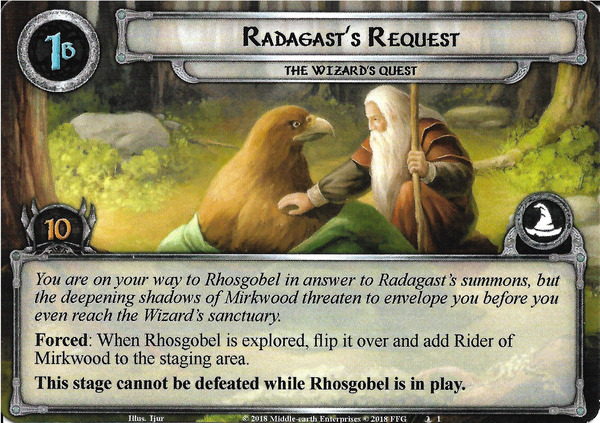 1B
RADAGAST'S REQUEST
THE WIZARD'S QUEST
10
You are on your way to Rhosgobel in answer to Radagast's summons, but
the deepening shadows of Mirkwood threaten to envelope you before you
even reach the Wizard's sanctuary.
Forced: When Rhosgobel is explored, flip it over and add Rider of
Mirkwood to the staging area.
This stage cannot be defeated while Rhosgobel is in play.
Illus. Tjur © 2018 Middle-earth Enterprises © 2018 FFG 1